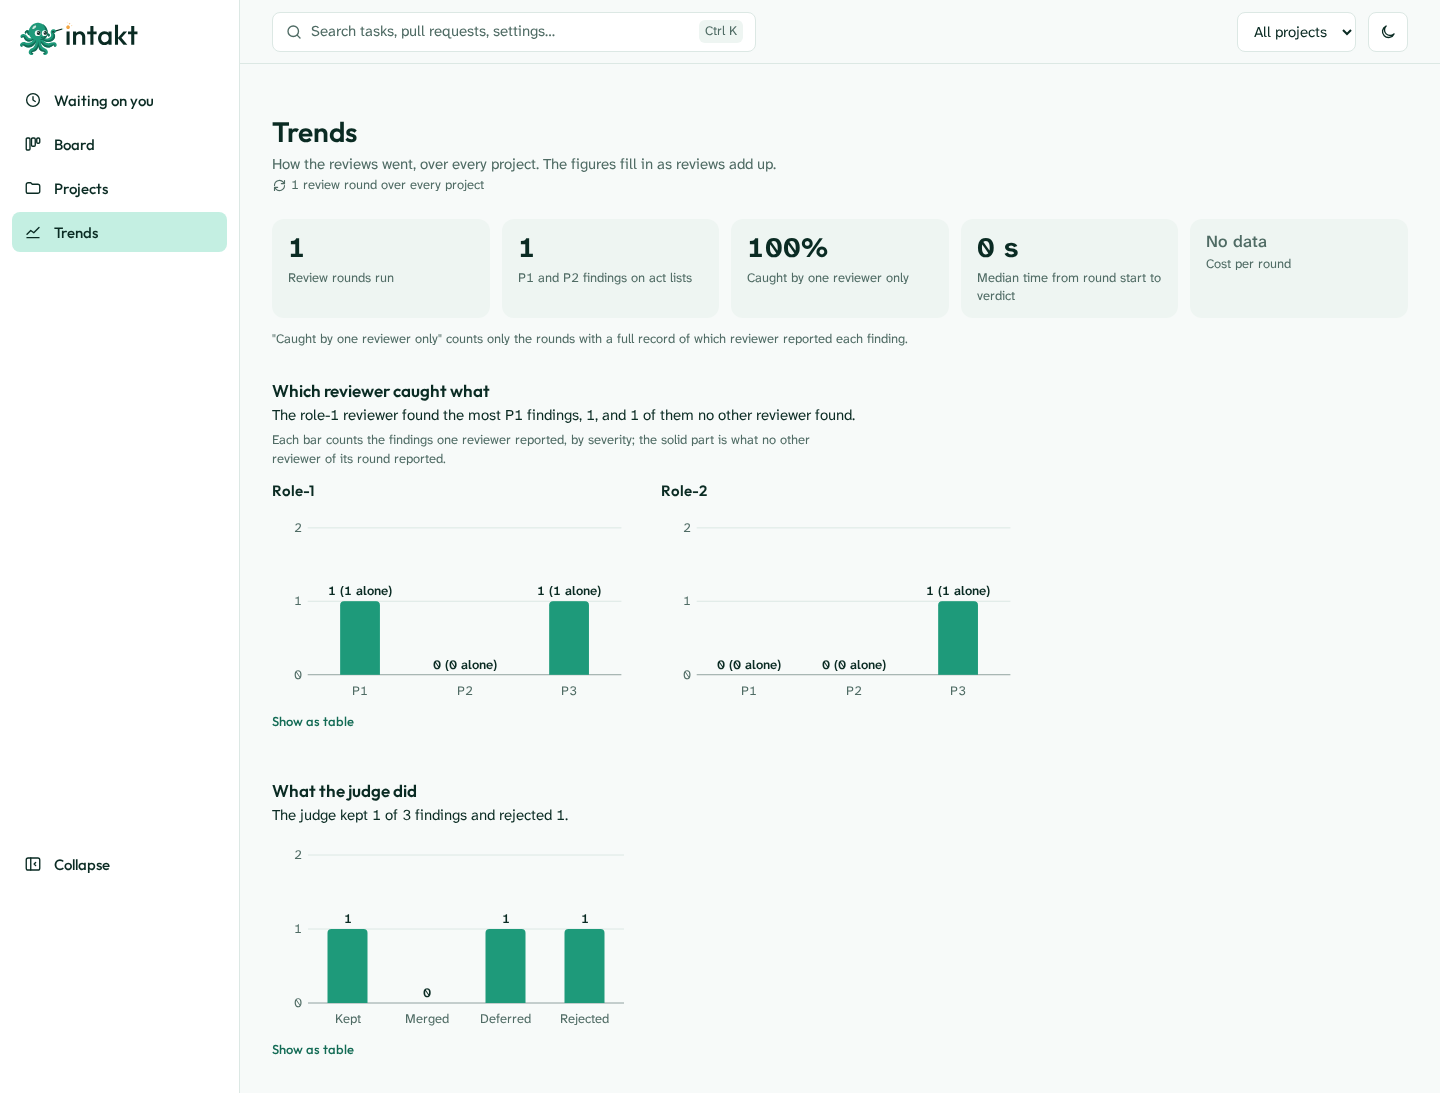 intakt
Search tasks, pull requests, settings...
Ctrl K
All projects
Waiting on you
Board
Projects
Trends
Collapse
Trends
How the reviews went, over every project. The figures fill in as reviews add up.
1 review round over every project
1
Review rounds run
1
P1 and P2 findings on act lists
100%
Caught by one reviewer only
0 s
Median time from round start to
verdict
No data
Cost per round
"Caught by one reviewer only" counts only the rounds with a full record of which reviewer reported each finding.
Which reviewer caught what
The role-1 reviewer found the most P1 findings, 1, and 1 of them no other reviewer found.
Each bar counts the findings one reviewer reported, by severity; the solid part is what no other
reviewer of its round reported.
Role-1
2
1
0
1 (1 alone)
0 (0 alone)
1 (1 alone)
P1
P2
P3
Role-2
2
1
0
0 (0 alone)
0 (0 alone)
1 (1 alone)
P1
P2
P3
Show as table
What the judge did
The judge kept 1 of 3 findings and rejected 1.
2
1
0
1
0
1
1
Kept
Merged
Deferred
Rejected
Show as table